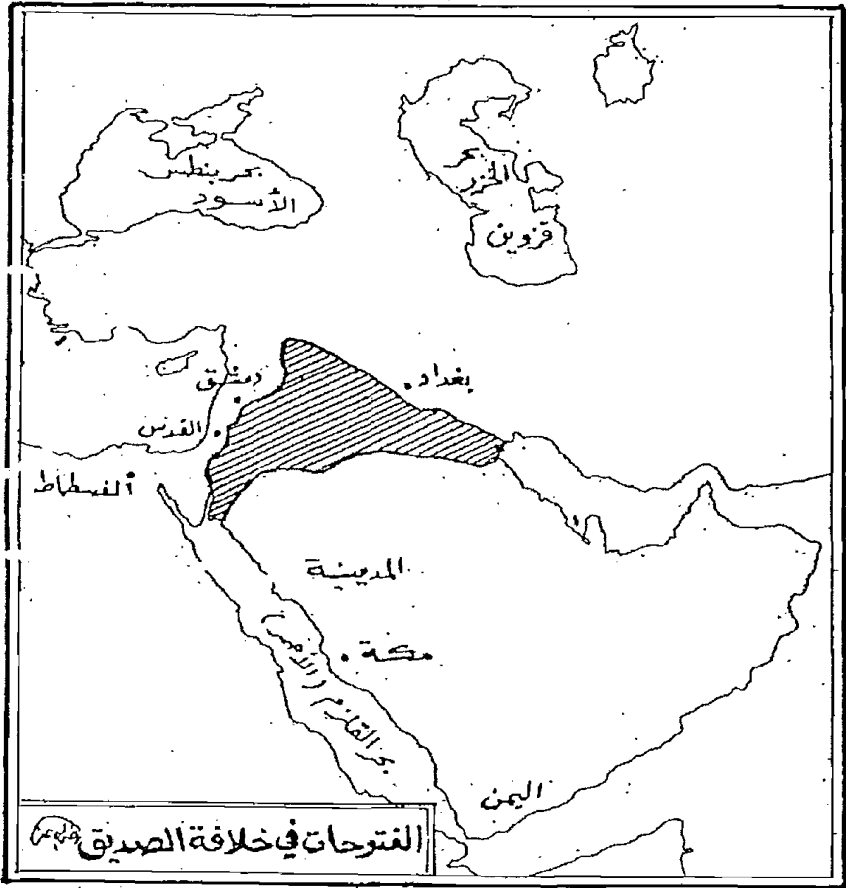 بحر بنطس
الأسود
بحر
الخزر
قزوين
دمشق
بغداد
القدس
ألفسطاط
المدينة
مكة
بحر القلزم (الأحمر)
اليمن
الفتوحات في خلافة الصديق